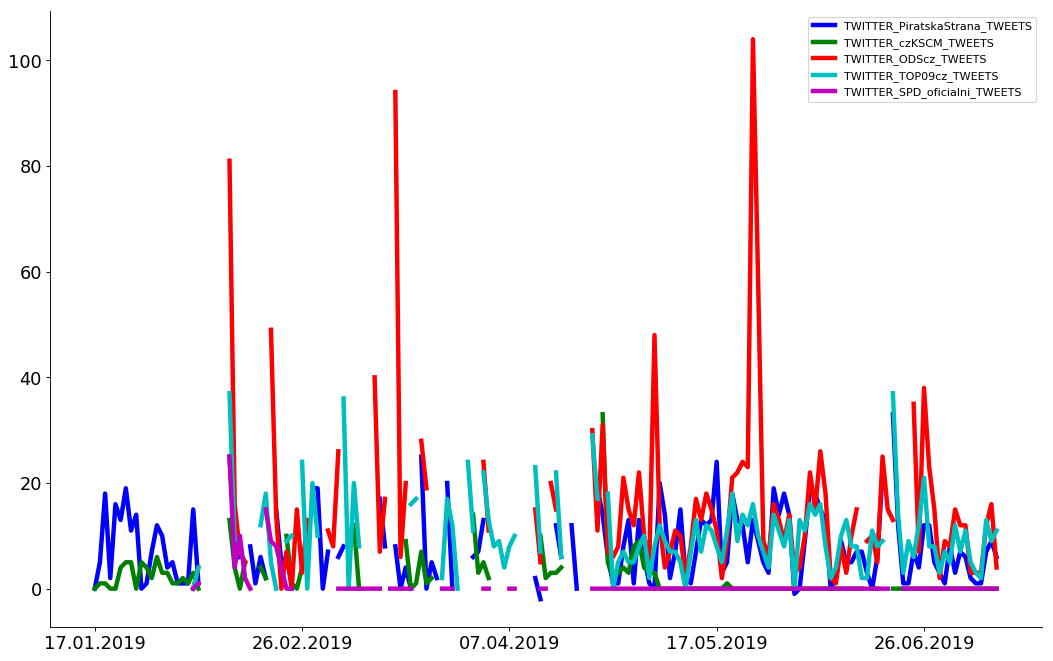 TWITTER_PiratskaStrana_TWEETS
TWITTER_czKSCM_TWEETS
TWITTER_ODScz_TWEETS
TWITTER_TOP09cz_TWEETS
TWITTER_SPD_oficialni_TWEETS
100
80
60
40
20
0
17.01.2019 26.02.2019 07.04.2019 17.05.2019 26.06.2019